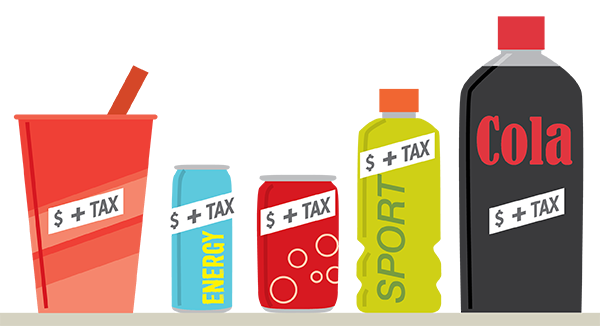 $ + TAX
$ + TAX
ENERGY
$ + TAX
$ + TAX
SPORT
Cola
$ + TAX